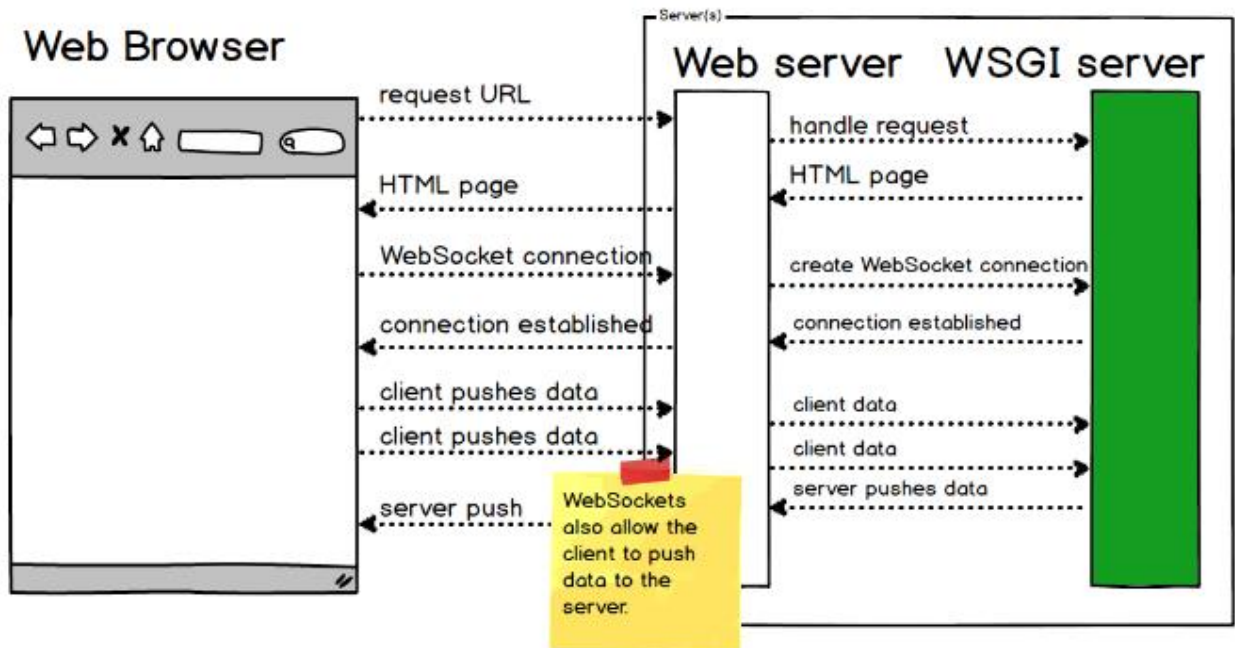 Server(s)
Web Browser
Web server
WSGI server
request URL
handle request
HTML page
HTML page
WebSocket connection
create WebSocket connection
connection established
connection established
client pushes data
client data
client pushes data
client data
server push
server pushes data
WebSockets
also allow the
client to push
data to the
server.